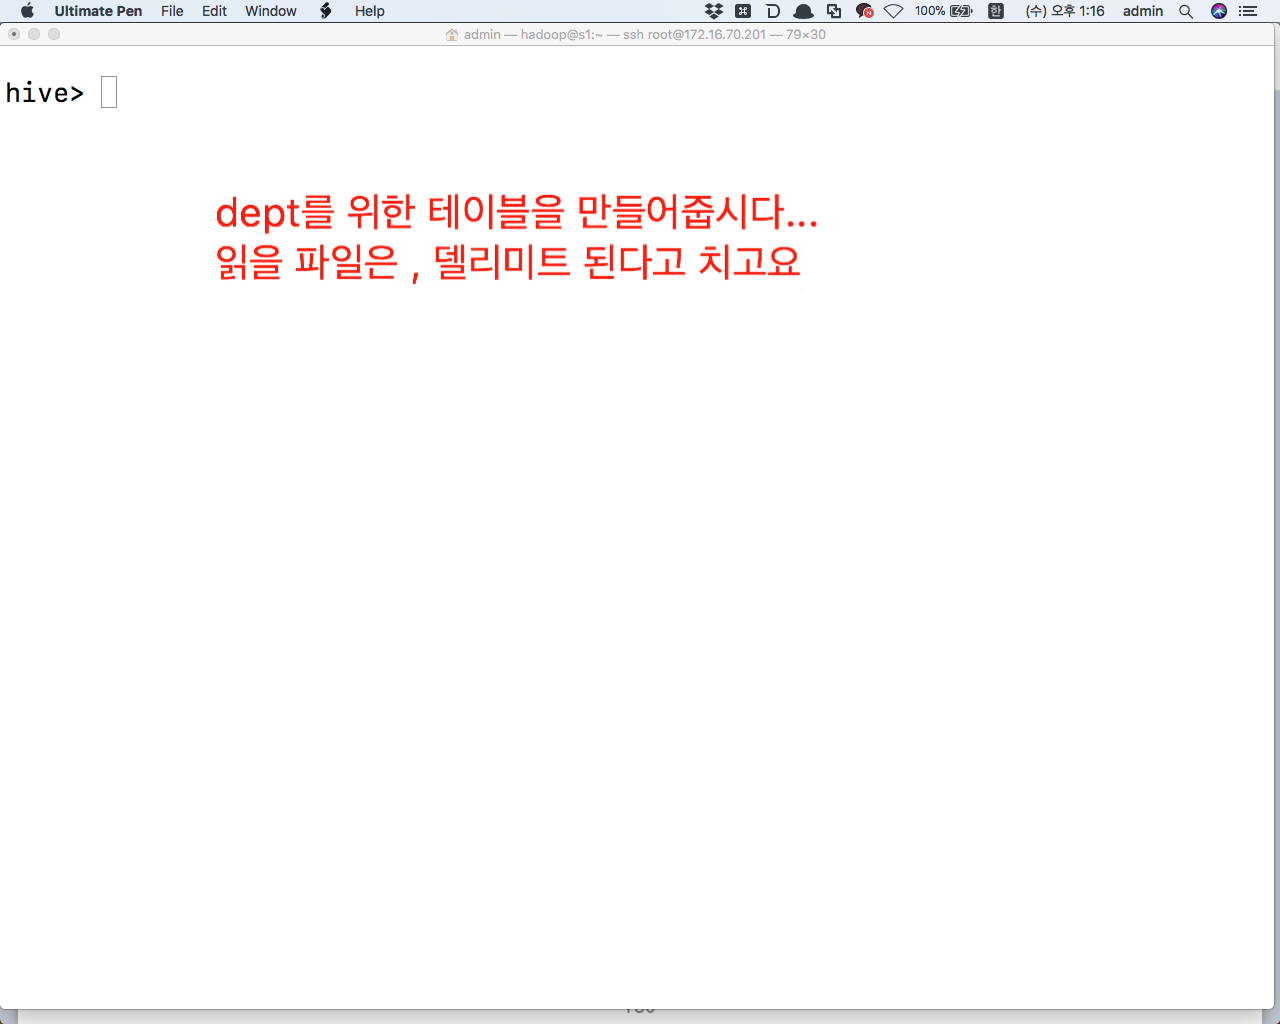 Ultimate Pen File Edit Window Help 100% 한 (수) 오후 1:16 admin
admin — hadoop@s1:~ — ssh root@172.16.70.201 — 79×30
hive>
dept를 위한 테이블을 만들어줍시다...
읽을 파일은 , 델리미트 된다고 치고요